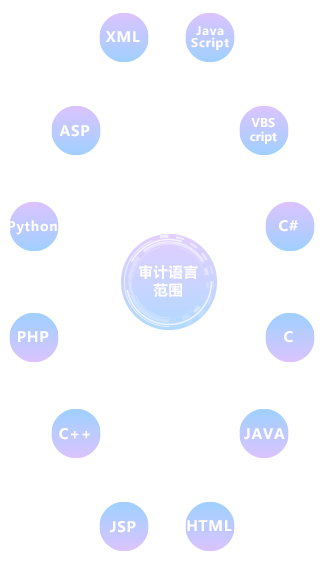 XML
Java
Script
ASP
VBS
cript
Python
C#
审计语言
范围
PHP
C
C++
JAVA
JSP
HTML